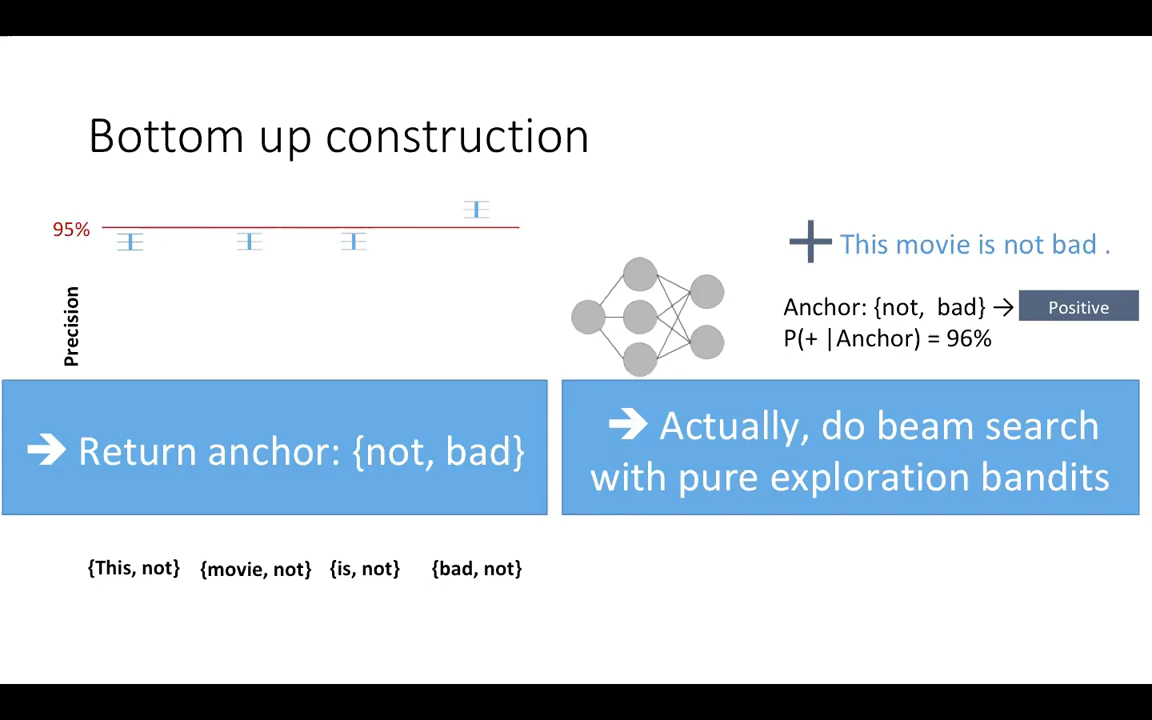 Bottom up construction
95%
Precision
This movie is not bad .
Anchor: {not, bad} → Positive
P(+ |Anchor) = 96%
➔ Return anchor: {not, bad}
➔ Actually, do beam search
with pure exploration bandits
{This, not} {movie, not} {is, not} {bad, not}